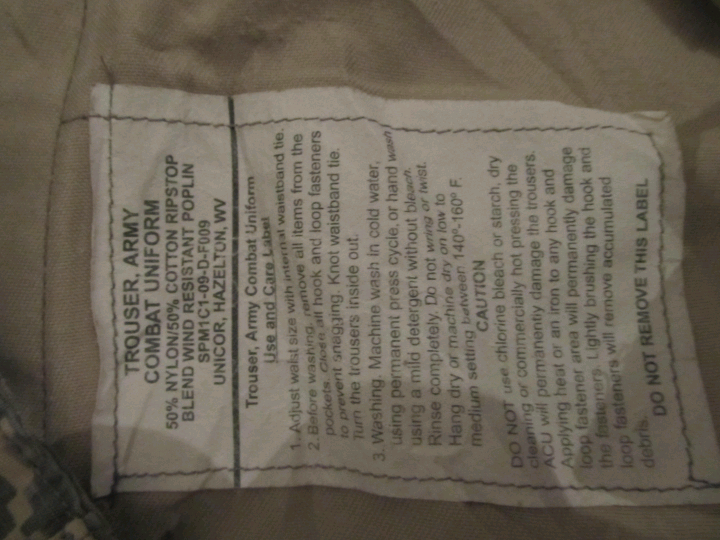 TROUSER, ARMY
COMBAT UNIFORM
50% NYLON/50% COTTON RIPSTOP
BLEND WIND RESISTANT POPLIN
SPM1C1-09-D-F009
UNICOR, HAZELTON, WV
Trouser, Army Combat Uniform
Use and Care Label
1. Adjust waist size with internal waistband tie.
2. Before washing, remove all items from the
pockets. Close all hook and loop fasteners
to prevent snagging. Knot waistband tie.
Turn the trousers inside out.
3. Washing. Machine wash in cold water,
using permanent press cycle, or hand wash
using a mild detergent without bleach.
Rinse completely. Do not wring or twist.
Hang dry or machine dry on low to
medium setting between 140º-160º F.
CAUTION
DO NOT use chlorine bleach or starch, dry
cleaning or commercially hot pressing the
ACU will permanently damage the trousers.
Applying heat or an iron to any hook and
loop fastener area will permanently damage
the fasteners. Lightly brushing the hook and
loop fasteners will remove accumulated
debris.
DO NOT REMOVE THIS LABEL